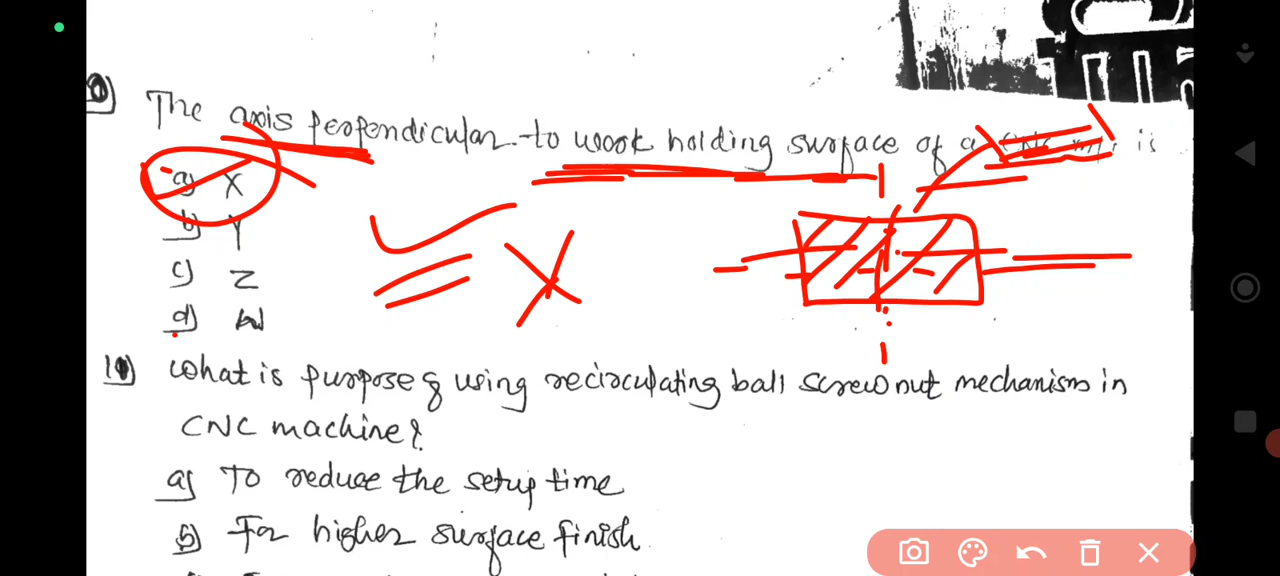 The axis perpendicular to work holding surface of a is
a) X
b) Y
c) Z
d) W
10) What is purpose of using recirculating ball screw nut mechanism in
CNC machine?
a) To reduce the setup time
b) For higher surface finish